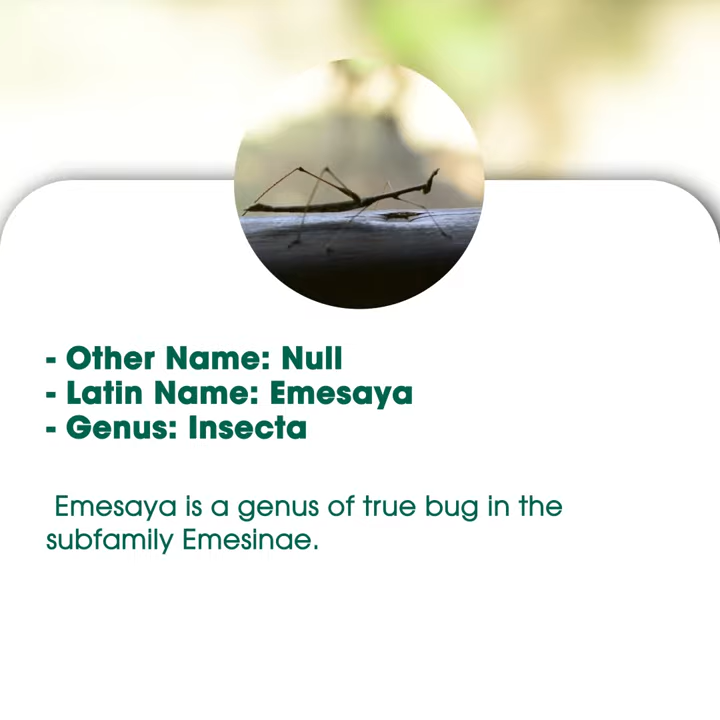 - Other Name: Null
- Latin Name: Emesaya
- Genus: Insecta
Emesaya is a genus of true bug in the
subfamily Emesinae.